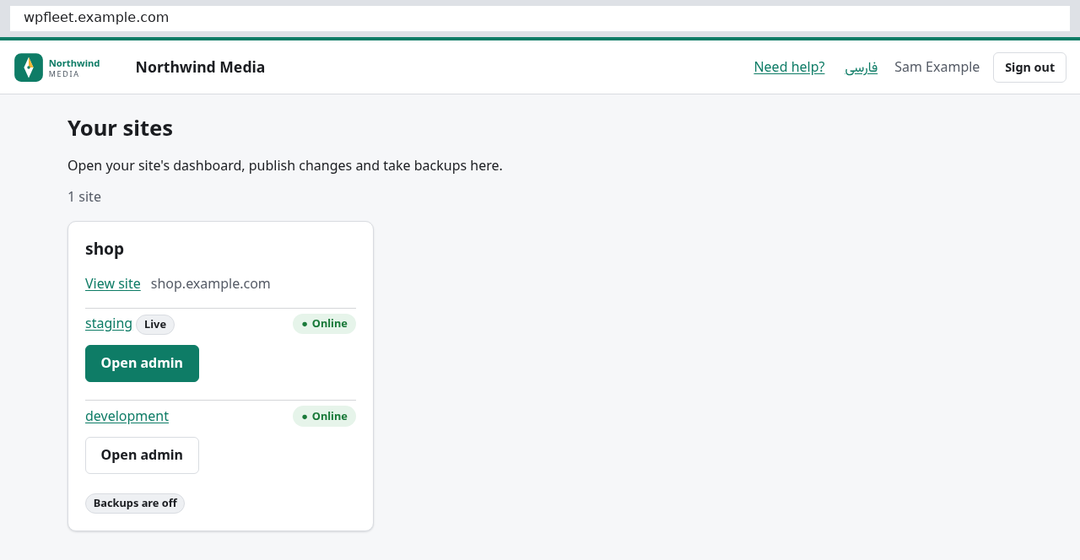 wpfleet.example.com
Northwind
MEDIA
Northwind Media
Need help?
فارسی
Sam Example
Sign out
Your sites
Open your site's dashboard, publish changes and take backups here.
1 site
shop
View site shop.example.com
staging Live
• Online
Open admin
development
• Online
Open admin
Backups are off